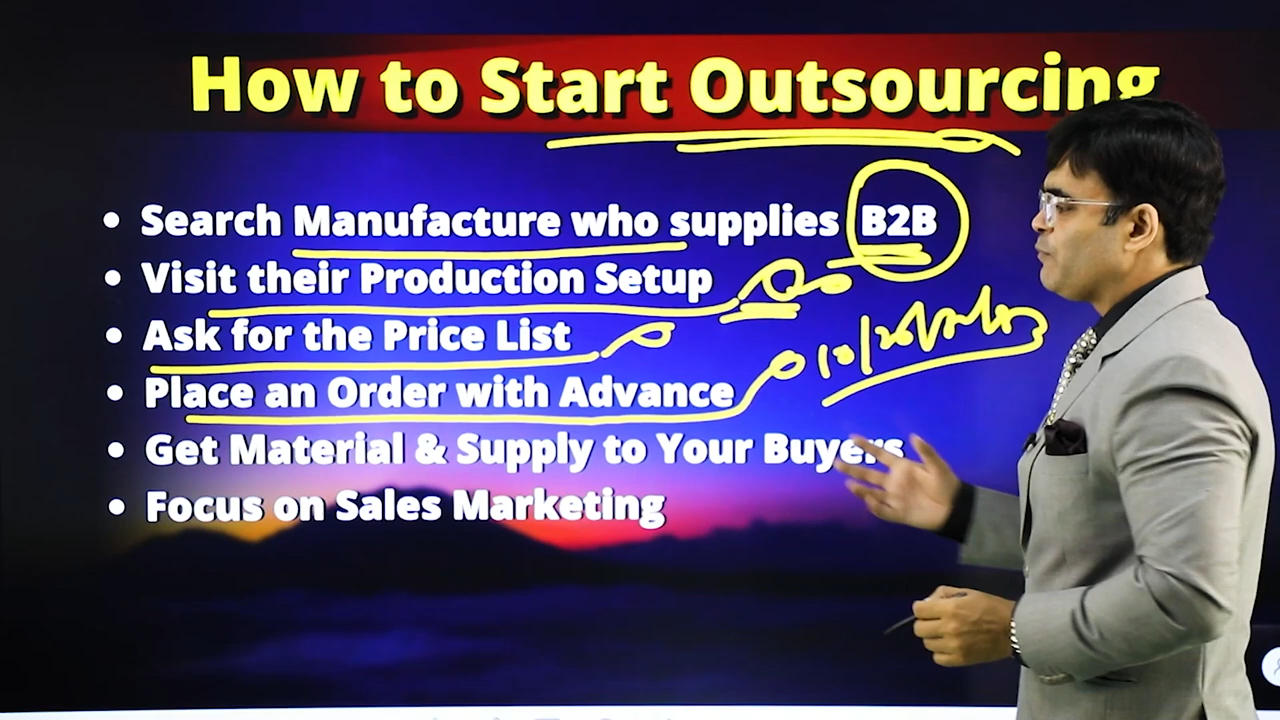 How to Start Outsourcing
• Search Manufacture who supplies B2B
• Visit their Production Setup
• Ask for the Price List
• Place an Order with Advance
• Get Material & Supply to Your Buyers
• Focus on Sales Marketing